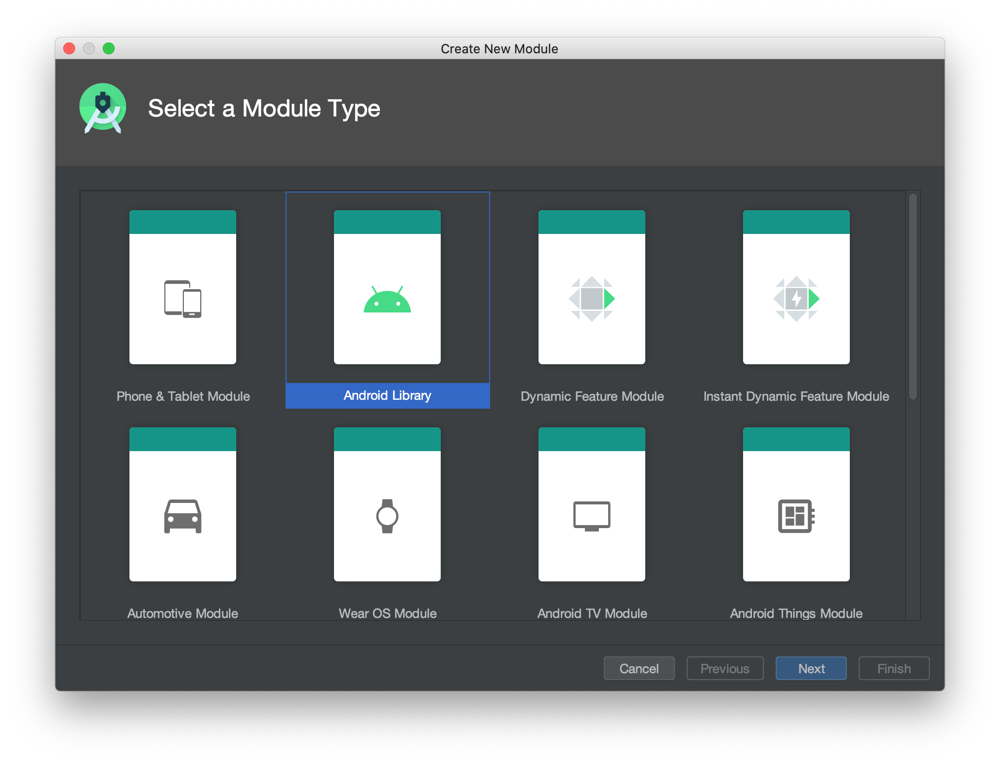 Create New Module
Select a Module Type
Phone & Tablet Module
Android Library
Dynamic Feature Module
Instant Dynamic Feature Module
Automotive Module
Wear OS Module
Android TV Module
Android Things Module
Cancel
Previous
Next
Finish